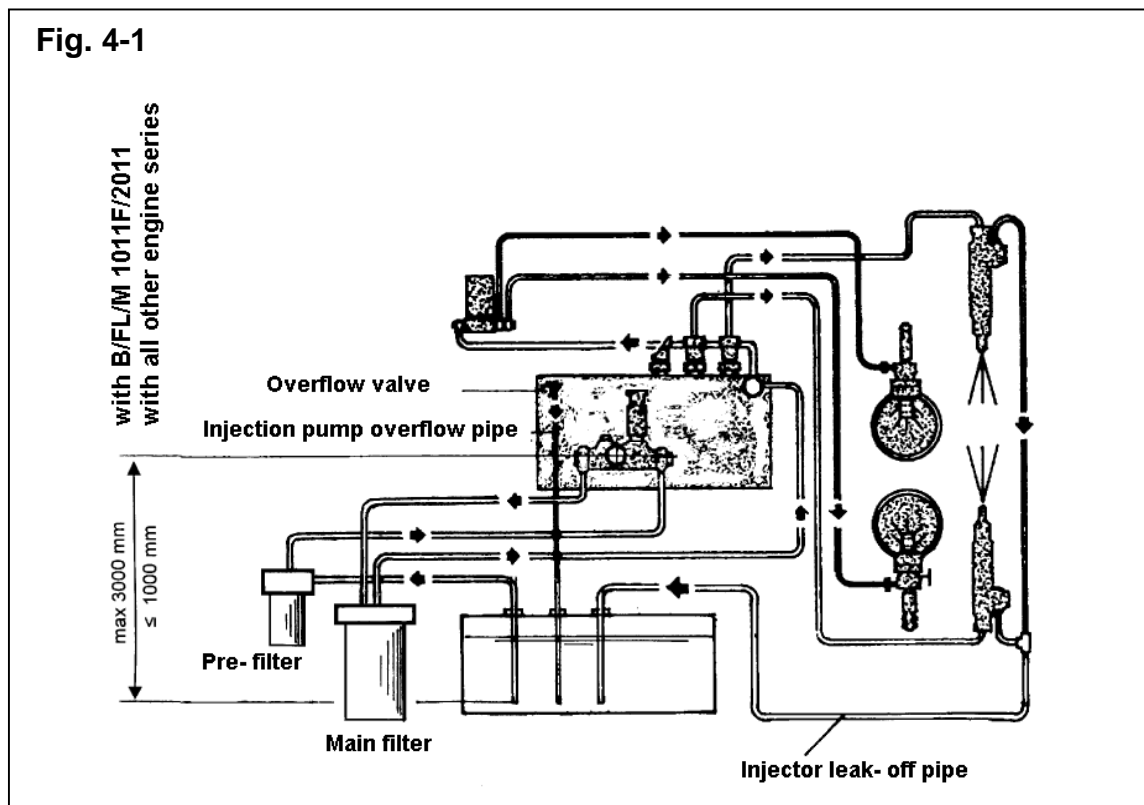 Fig. 4-1
with B/FL/M 1011F/2011
with all other engine series
max 3000 mm
≤ 1000 mm
Overflow valve
Injection pump overflow pipe
Pre- filter
Main filter
Injector leak- off pipe